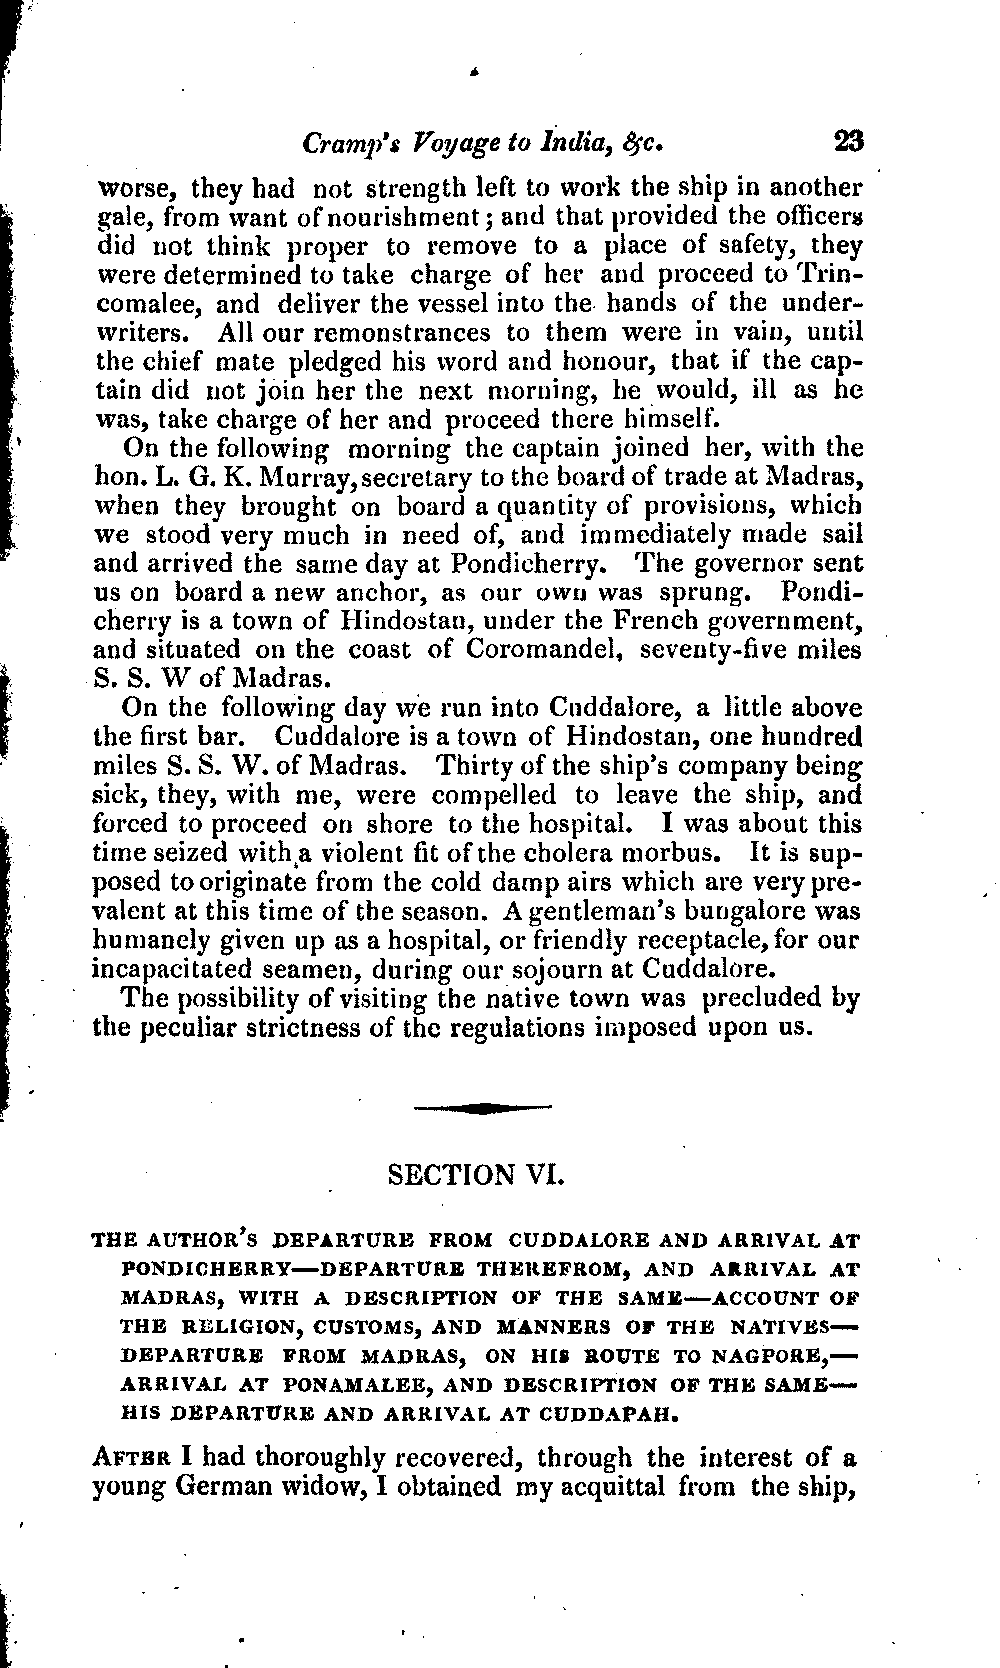 Cramp's Voyage to India, &c. 23
worse, they had not strength left to work the ship in another
gale, from want of nourishment; and that provided the officers
did not think proper to remove to a place of safety, they
were determined to take charge of her and proceed to Trin-
comalee, and deliver the vessel into the hands of the under-
writers. All our remonstrances to them were in vain, until
the chief mate pledged his word and honour, that if the cap-
tain did not join her the next morning, he would, ill as he
was, take charge of her and proceed there himself.
On the following morning the captain joined her, with the
hon. L. G. K. Murray, secretary to the board of trade at Madras,
when they brought on board a quantity of provisions, which
we stood very much in need of, and immediately made sail
and arrived the same day at Pondicherry. The governor sent
us on board a new anchor, as our own was sprung. Pondi-
cherry is a town of Hindostan, under the French government,
and situated on the coast of Coromandel, seventy-five miles
S. S. W of Madras.
On the following day we run into Cuddalore, a little above
the first bar. Cuddalore is a town of Hindostan, one hundred
miles S. S. W. of Madras. Thirty of the ship's company being
sick, they, with me, were compelled to leave the ship, and
forced to proceed on shore to the hospital. I was about this
time seized with a violent fit of the cholera morbus. It is sup-
posed to originate from the cold damp airs which are very pre-
valent at this time of the season. A gentleman's bungalore was
humanely given up as a hospital, or friendly receptacle, for our
incapacitated seamen, during our sojourn at Cuddalore.
The possibility of visiting the native town was precluded by
the peculiar strictness of the regulations imposed upon us.
SECTION VI.
THE AUTHOR'S DEPARTURE FROM CUDDALORE AND ARRIVAL AT
PONDICHERRY—DEPARTURE THEREFROM, AND ARRIVAL AT
MADRAS, WITH A DESCRIPTION OF THE SAME—ACCOUNT OF
THE RELIGION, CUSTOMS, AND MANNERS OF THE NATIVES—
DEPARTURE FROM MADRAS, ON HIS ROUTE TO NAGPORE,—
ARRIVAL AT PONAMALEE, AND DESCRIPTION OF THE SAME—
HIS DEPARTURE AND ARRIVAL AT CUDDAPAH.
AFTER I had thoroughly recovered, through the interest of a
young German widow, I obtained my acquittal from the ship,